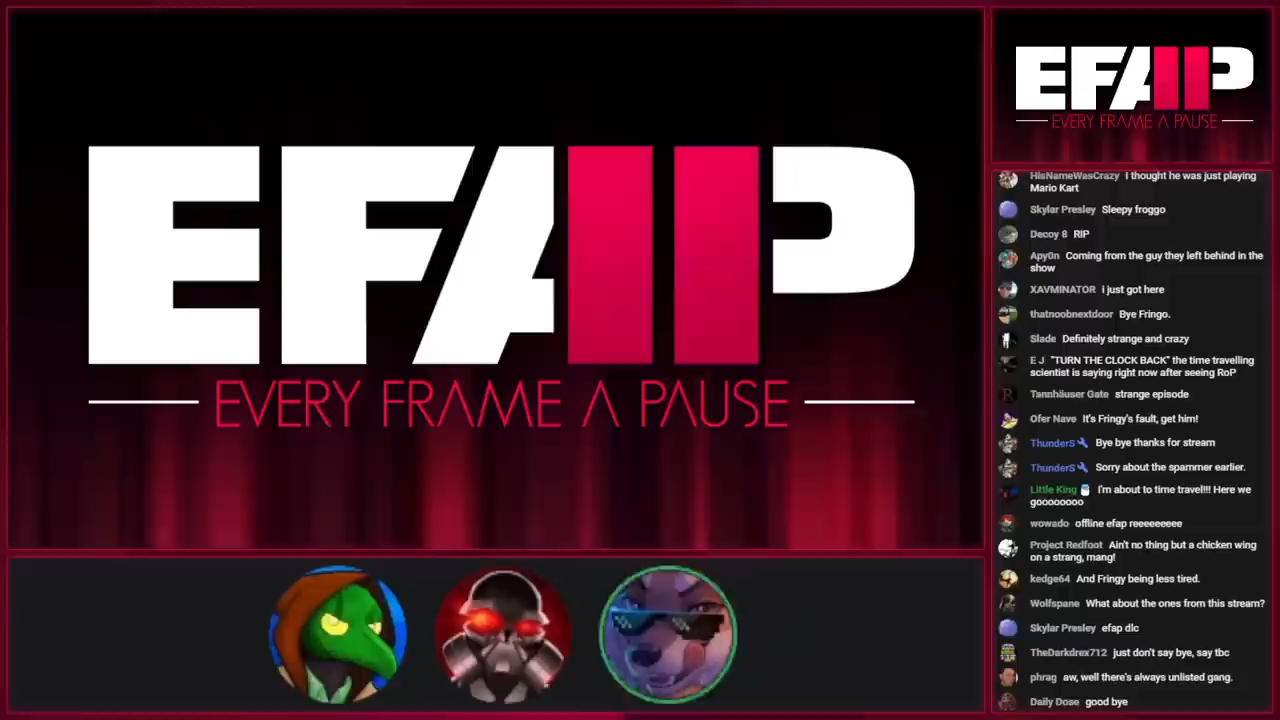 EFAP
EVERY FRAME A PAUSE
EFAP
EVERY FRAME A PAUSE
HisNameWasCrazy I thought he was just playing
Mario Kart
Skylar Presley Sleepy froggo
Decoy 8 RIP
Apy0n Coming from the guy they left behind in the
show
XAVMINATOR i just got here
thatnoobnextdoor Bye Fringo.
Slade Definitely strange and crazy
E J "TURN THE CLOCK BACK" the time travelling
scientist is saying right now after seeing RoP
Tannhäuser Gate strange episode
Ofer Nave It's Fringy's fault, get him!
ThunderS Bye bye thanks for stream
ThunderS Sorry about the spammer earlier.
Little King I'm about to time travel!!! Here we
goooooooo
wowado offline efap reeeeeeeee
Project Redfoot Ain't no thing but a chicken wing
on a strang, mang!
kedge64 And Fringy being less tired.
Wolfspane What about the ones from this stream?
Skylar Presley efap dlc
TheDarkdrex712 just don't say bye, say tbc
phrag aw, well there's always unlisted gang.
Daily Dose good bye